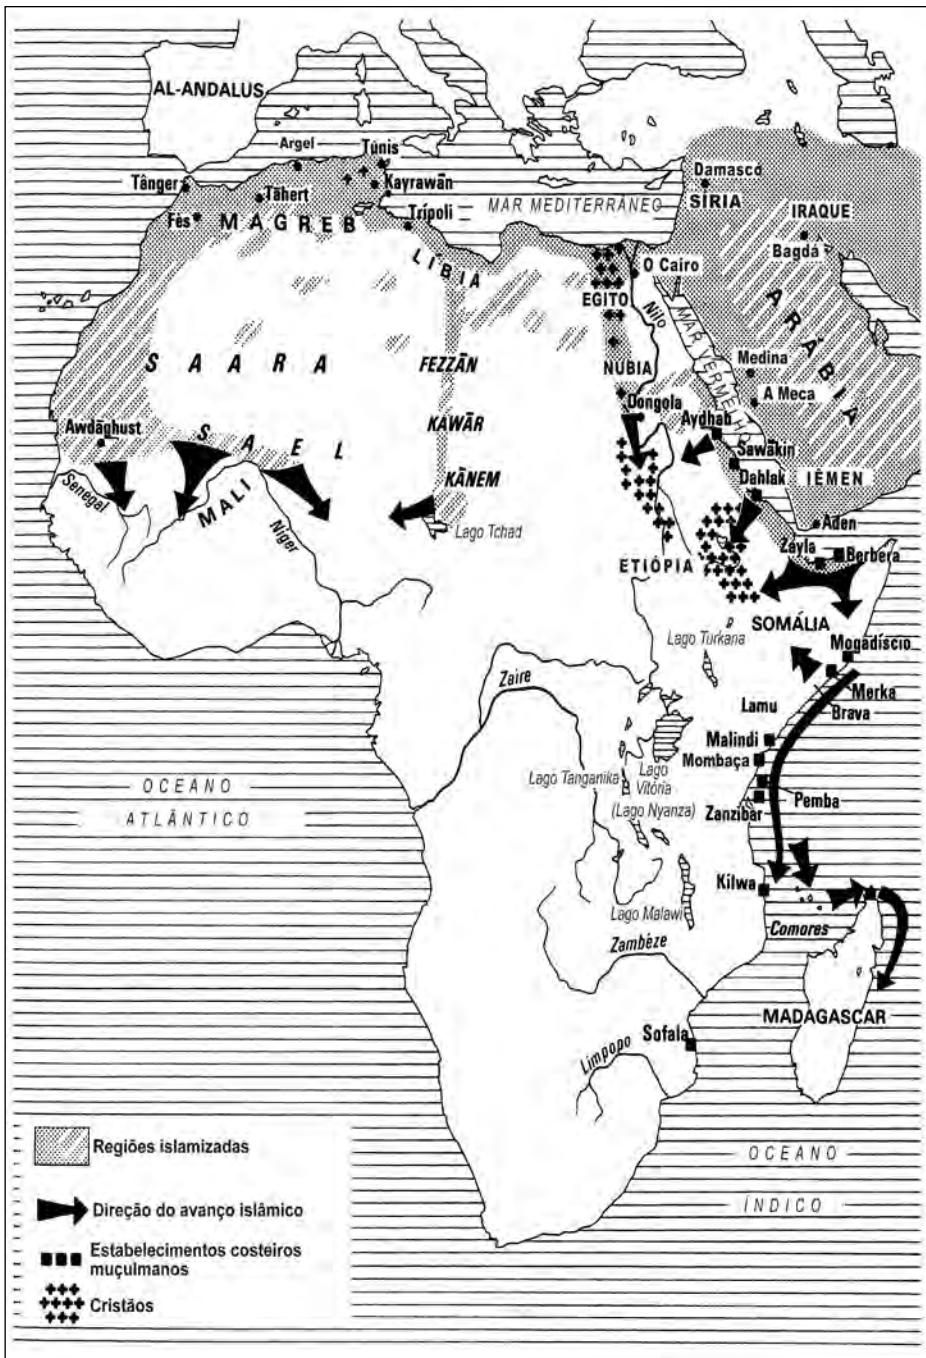 AL-ANDALUS
Argel
Túnis
Tânger
Tāhert
Kayrawān
Fēs
MAGREB
Trípoli
MAR MEDITERRÂNEO
Damasco
SÍRIA
IRAQUE
Bagdá
LÍBIA
O Cairo
EGITO
Nilo
MAR VERMELHO
ARÁBIA
SAARA
FEZZĀN
NÚBIA
Medina
A Meca
Dongola
Aydhab
Awdāghust
SAEL
KAWĀR
Sawākin
Dahlak
IÊMEN
Senegal
MALI
KĀNEM
Níger
Lago Tchad
Aden
Zayla
Berbera
ETIÓPIA
SOMÁLIA
Lago Turkana
Mogadíscio
Zaire
Merka
Lamu
Brava
Malindi
Mombaça
Lago Tanganika
Lago
Vitória
(Lago Nyanza)
Pemba
Zanzibar
OCEANO
ATLÂNTICO
Kilwa
Lago Malawi
Comores
Zambeze
MADAGASCAR
Sofala
Limpopo
Regiões islamizadas
Direção do avanço islâmico
Estabelecimentos costeiros
muçulmanos
Cristãos
OCEANO
ÍNDICO